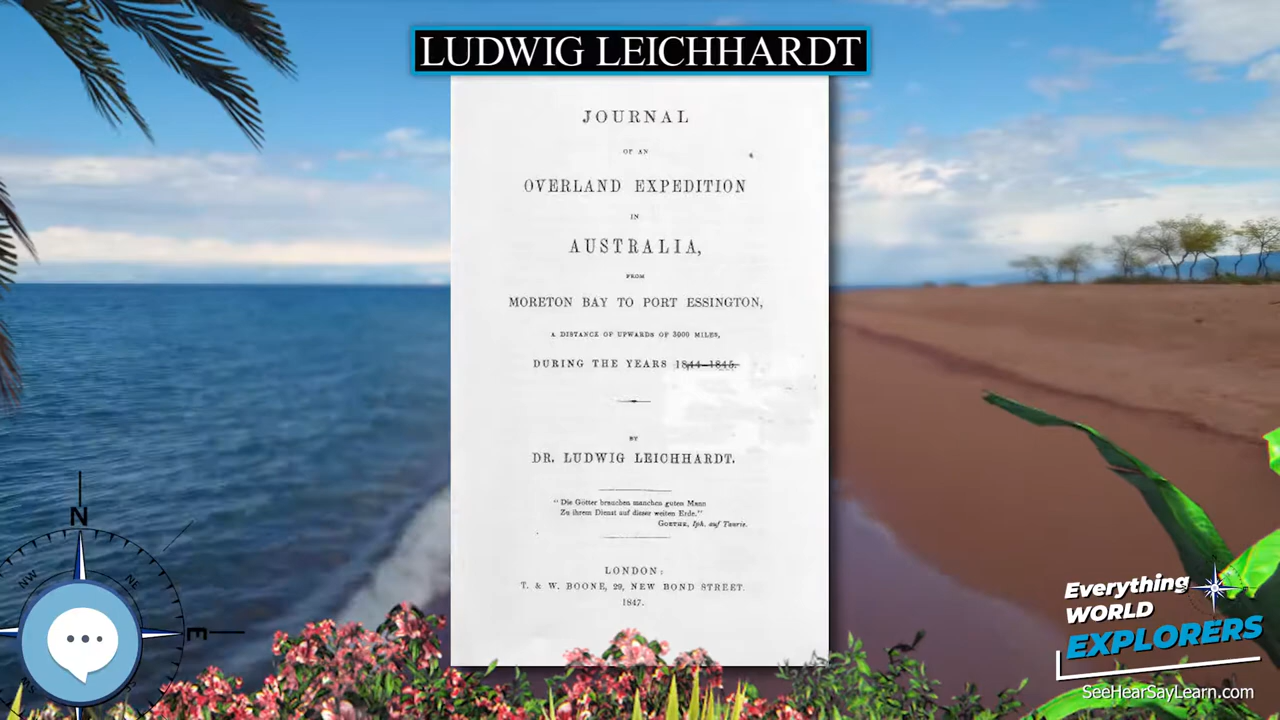 LUDWIG LEICHHARDT
JOURNAL
OF AN
OVERLAND EXPEDITION
IN
AUSTRALIA,
FROM
MORETON BAY TO PORT ESSINGTON,
A DISTANCE OF UPWARDS OF 3000 MILES,
DURING THE YEARS 1844–1845.
BY
DR. LUDWIG LEICHHARDT.
"Die Götter brauchen manchen guten Mann
Zu ihrem Dienst auf dieser weiten Erde."
GOETHE, Iph. auf Tauris.
LONDON:
T. & W. BOONE, 29, NEW BOND STREET.
1847.
N
NW
NE
E
Everything
WORLD
EXPLORERS
SeeHearSayLearn.com